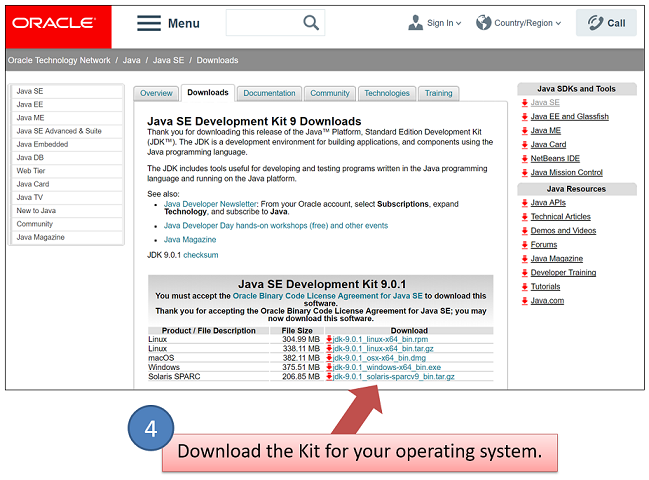 ORACLE
Menu
Sign In
Country/Region
Call
Oracle Technology Network / Java / Java SE / Downloads
Java SE
Java EE
Java ME
Java SE Advanced & Suite
Java Embedded
Java DB
Web Tier
Java Card
Java TV
New to Java
Community
Java Magazine
Overview
Downloads
Documentation
Community
Technologies
Training
Java SE Development Kit 9 Downloads
Thank you for downloading this release of the Java™ Platform, Standard Edition Development Kit
(JDK™). The JDK is a development environment for building applications, and components using the
Java programming language.
The JDK includes tools useful for developing and testing programs written in the Java programming
language and running on the Java platform.
See also:
• Java Developer Newsletter: From your Oracle account, select Subscriptions, expand
Technology, and subscribe to Java.
• Java Developer Day hands-on workshops (free) and other events
• Java Magazine
JDK 9.0.1 checksum
Java SE Development Kit 9.0.1
You must accept the Oracle Binary Code License Agreement for Java SE to download this
software.
Thank you for accepting the Oracle Binary Code License Agreement for Java SE; you may
now download this software.
Product / File Description File Size Download
Linux 304.99 MB jdk-9.0.1_linux-x64_bin.rpm
Linux 338.11 MB jdk-9.0.1_linux-x64_bin.tar.gz
macOS 382.11 MB jdk-9.0.1_osx-x64_bin.dmg
Windows 375.51 MB jdk-9.0.1_windows-x64_bin.exe
Solaris SPARC 206.85 MB jdk-9.0.1_solaris-sparcv9_bin.tar.gz
Java SDKs and Tools
Java SE
Java EE and Glassfish
Java ME
Java Card
NetBeans IDE
Java Mission Control
Java Resources
Java APIs
Technical Articles
Demos and Videos
Forums
Java Magazine
Developer Training
Tutorials
Java.com
4
Download the Kit for your operating system.